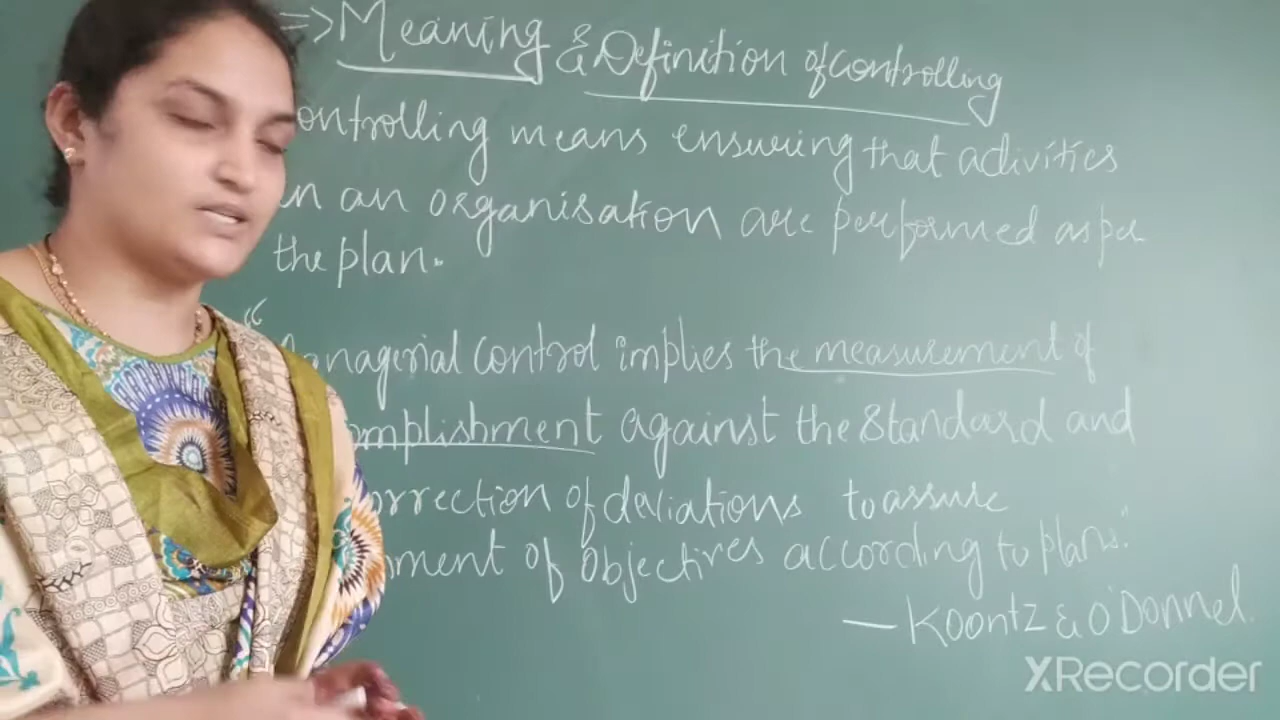 => Meaning & Definition of controlling
ontrolling means ensuring that activities
in an organisation are performed as per
the plan.
"
anagerial control implies the measurement of
omplishment against the standard and
orrection of deviations to assure
nment of objectives according to plans."
— Koontz & O'Donnel.
XRecorder